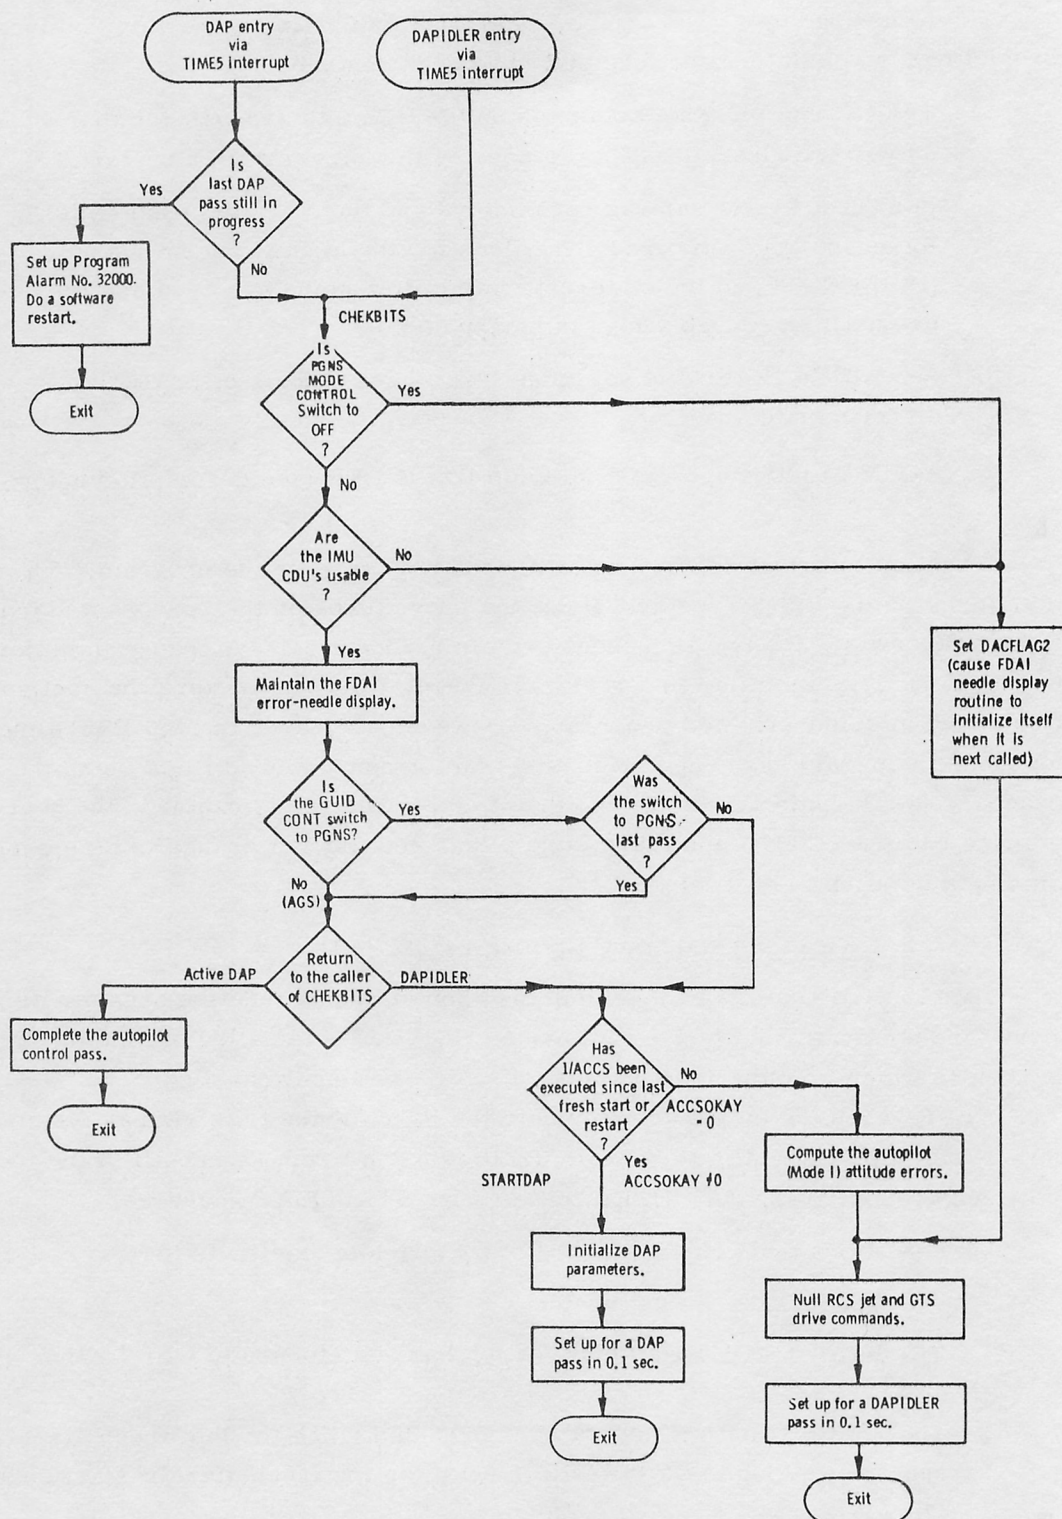 DAP entry
via
TIME5 interrupt
DAPIDLER entry
via
TIME5 interrupt
Is
last DAP
pass still in
progress
?
Yes
No
Set up Program
Alarm No. 32000.
Do a software
restart.
Exit
CHEKBITS
Is
PGNS
MODE
CONTROL
Switch to
OFF
?
Yes
No
Are
the IMU
CDU's usable
?
No
Yes
Set DACFLAG2
(cause FDAI
needle display
routine to
initialize itself
when it is
next called)
Maintain the FDAI
error-needle display.
Is
the GUID
CONT switch
to PGNS?
Yes
No
(AGS)
Was
the switch
to PGNS
last pass
?
No
Yes
Return
to the caller
of CHEKBITS
Active DAP
DAPIDLER
Complete the autopilot
control pass.
Exit
Has
1/ACCS been
executed since last
fresh start or
restart
?
No
ACCSOKAY
= 0
Yes
ACCSOKAY ≠0
STARTDAP
Compute the autopilot
(Mode 1) attitude errors.
Initialize DAP
parameters.
Null RCS jet and GTS
drive commands.
Set up for a DAP
pass in 0.1 sec.
Set up for a DAPIDLER
pass in 0.1 sec.
Exit
Exit